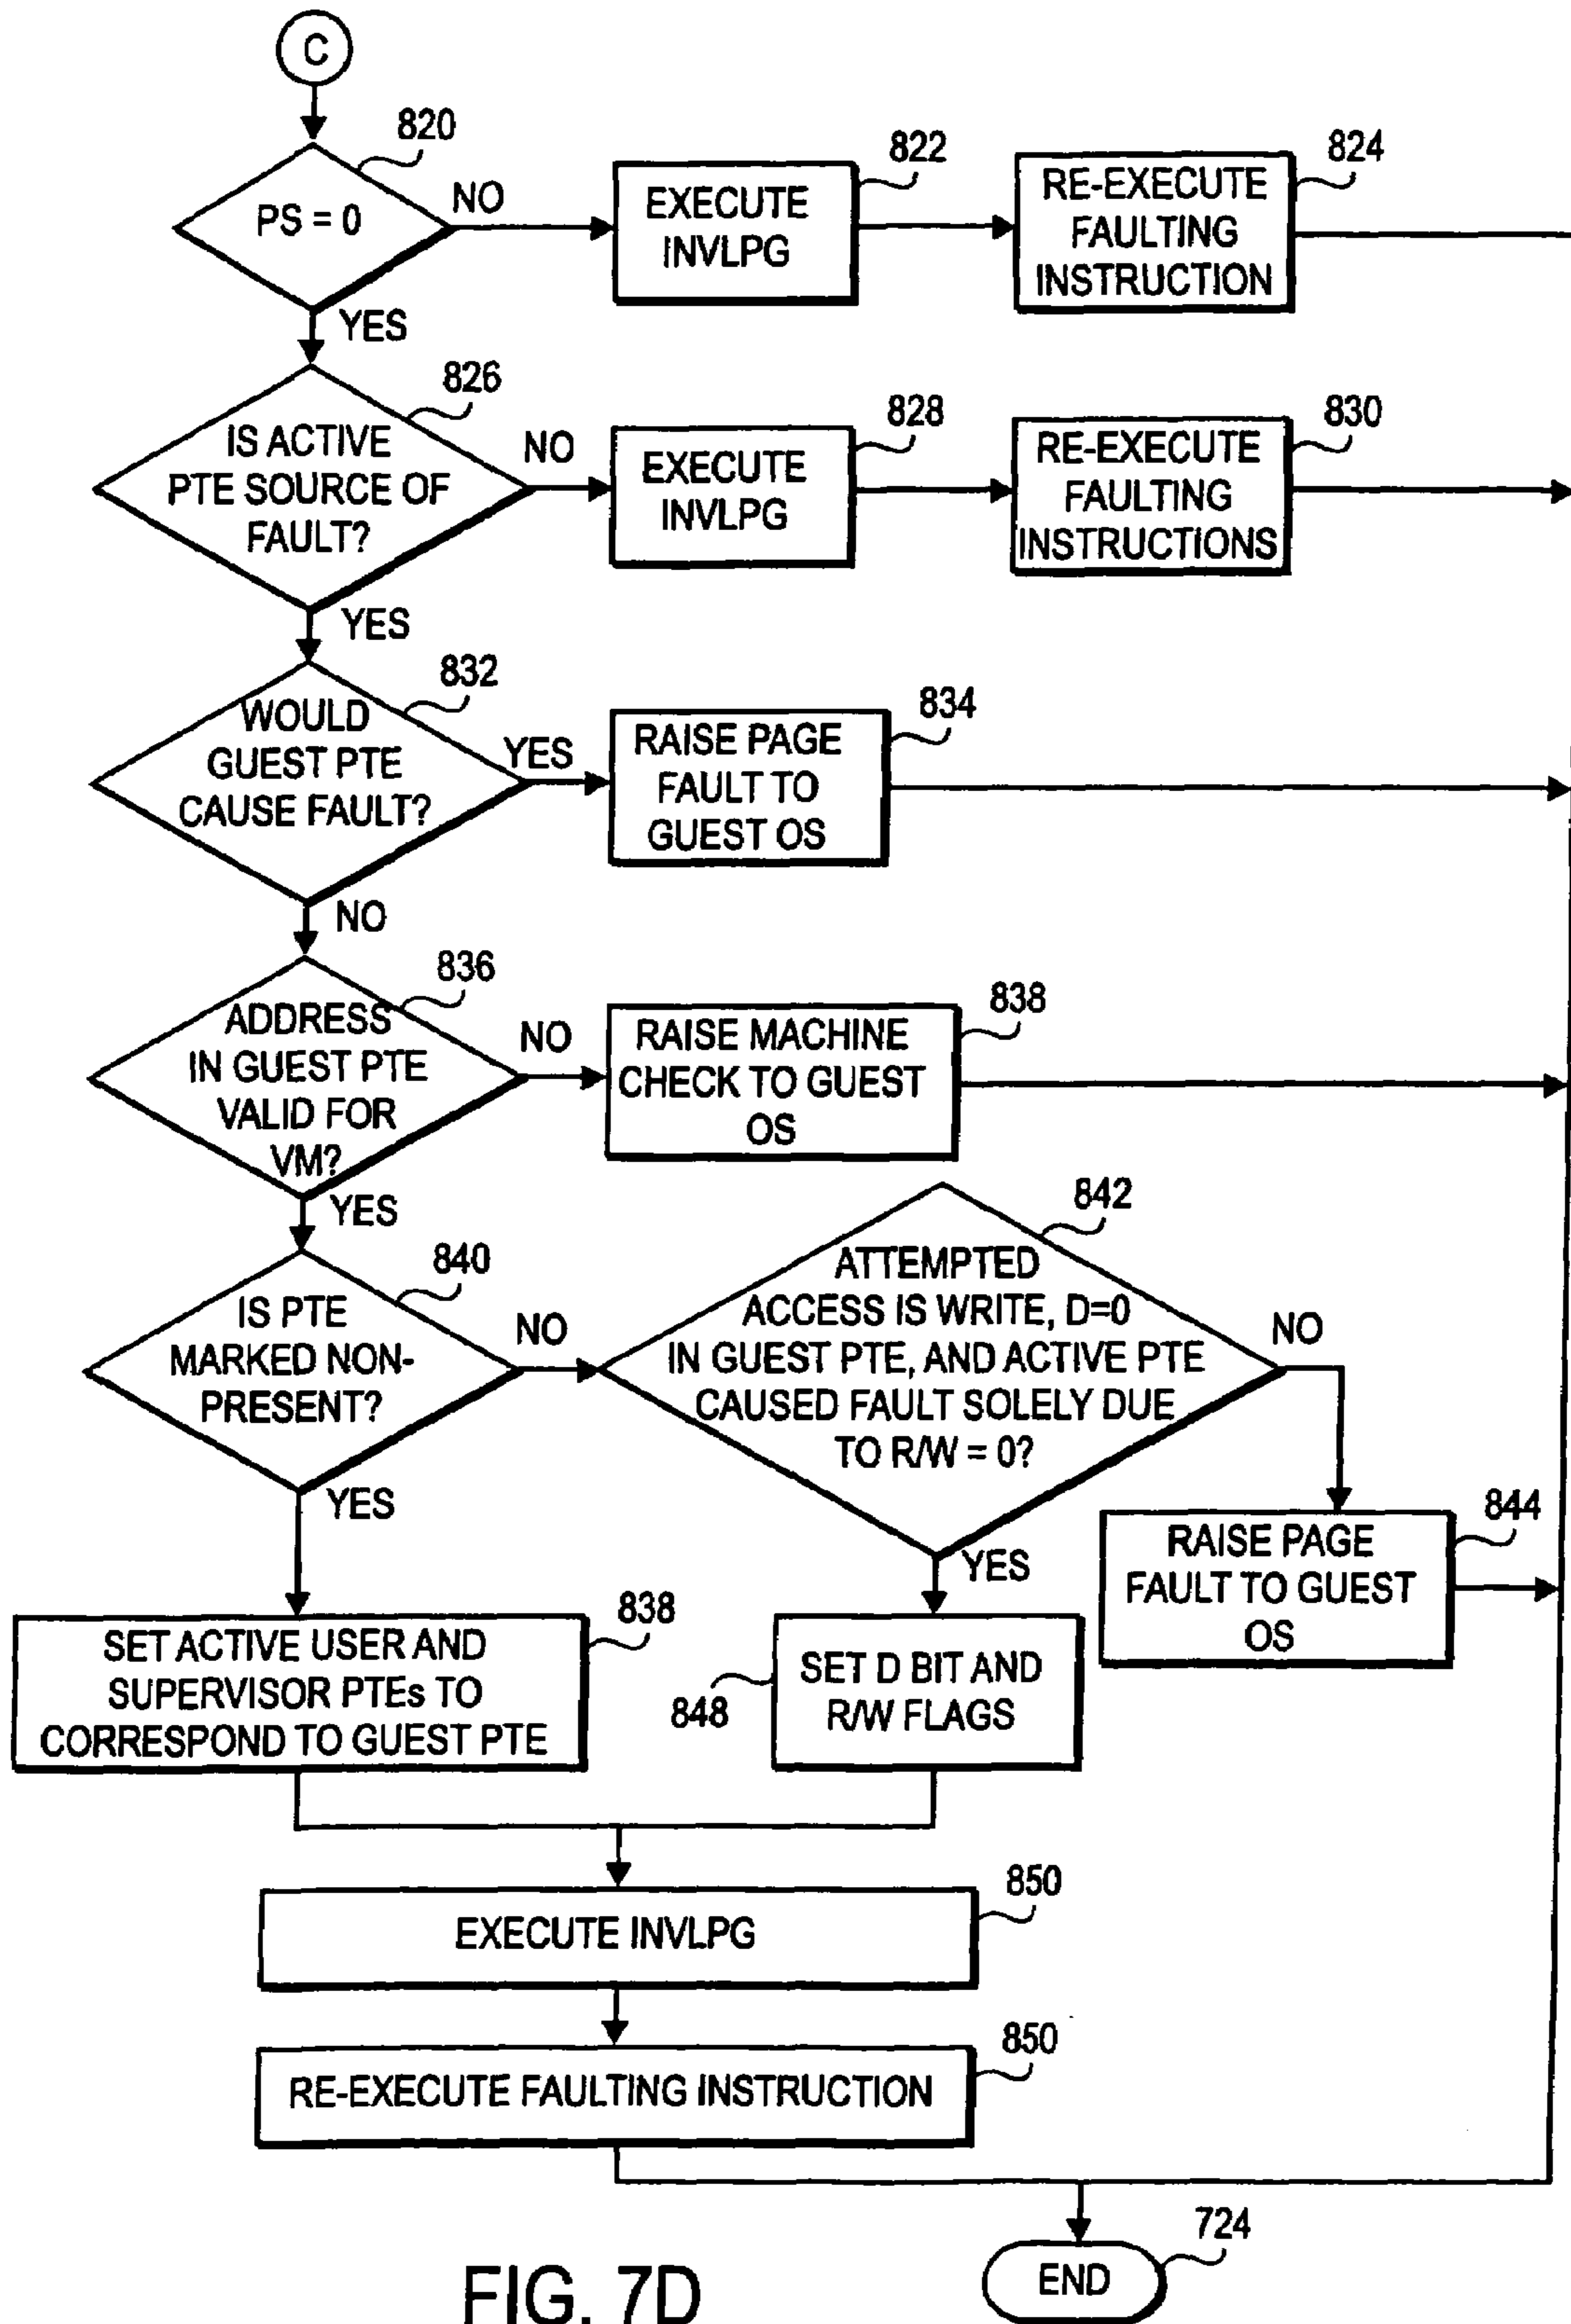 C
820
PS = 0
NO
822
EXECUTE
INVLPG
824
RE-EXECUTE
FAULTING
INSTRUCTION
YES
826
IS ACTIVE
PTE SOURCE OF
FAULT?
NO
828
EXECUTE
INVLPG
830
RE-EXECUTE
FAULTING
INSTRUCTIONS
YES
832
WOULD
GUEST PTE
CAUSE FAULT?
YES
834
RAISE PAGE
FAULT TO
GUEST OS
NO
836
ADDRESS
IN GUEST PTE
VALID FOR
VM?
NO
838
RAISE MACHINE
CHECK TO GUEST
OS
YES
840
IS PTE
MARKED NON-
PRESENT?
NO
842
ATTEMPTED
ACCESS IS WRITE, D=0
IN GUEST PTE, AND ACTIVE PTE
CAUSED FAULT SOLELY DUE
TO R/W = 0?
NO
844
RAISE PAGE
FAULT TO GUEST
OS
YES
838
SET ACTIVE USER AND
SUPERVISOR PTEs TO
CORRESPOND TO GUEST PTE
YES
848
SET D BIT AND
R/W FLAGS
850
EXECUTE INVLPG
850
RE-EXECUTE FAULTING INSTRUCTION
724
END
FIG. 7D